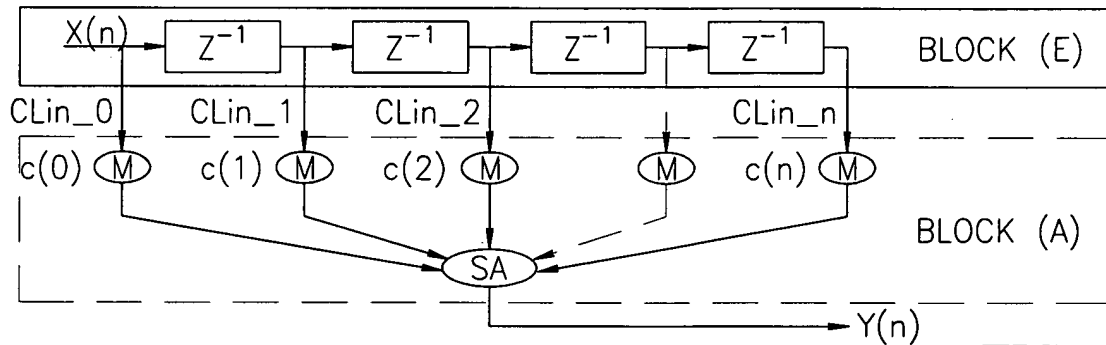 X(n) Z⁻¹ Z⁻¹ Z⁻¹ Z⁻¹ BLOCK (E)
CLin_0 CLin_1 CLin_2 CLin_n
c(0) M c(1) M c(2) M M c(n) M
BLOCK (A)
SA
Y(n)